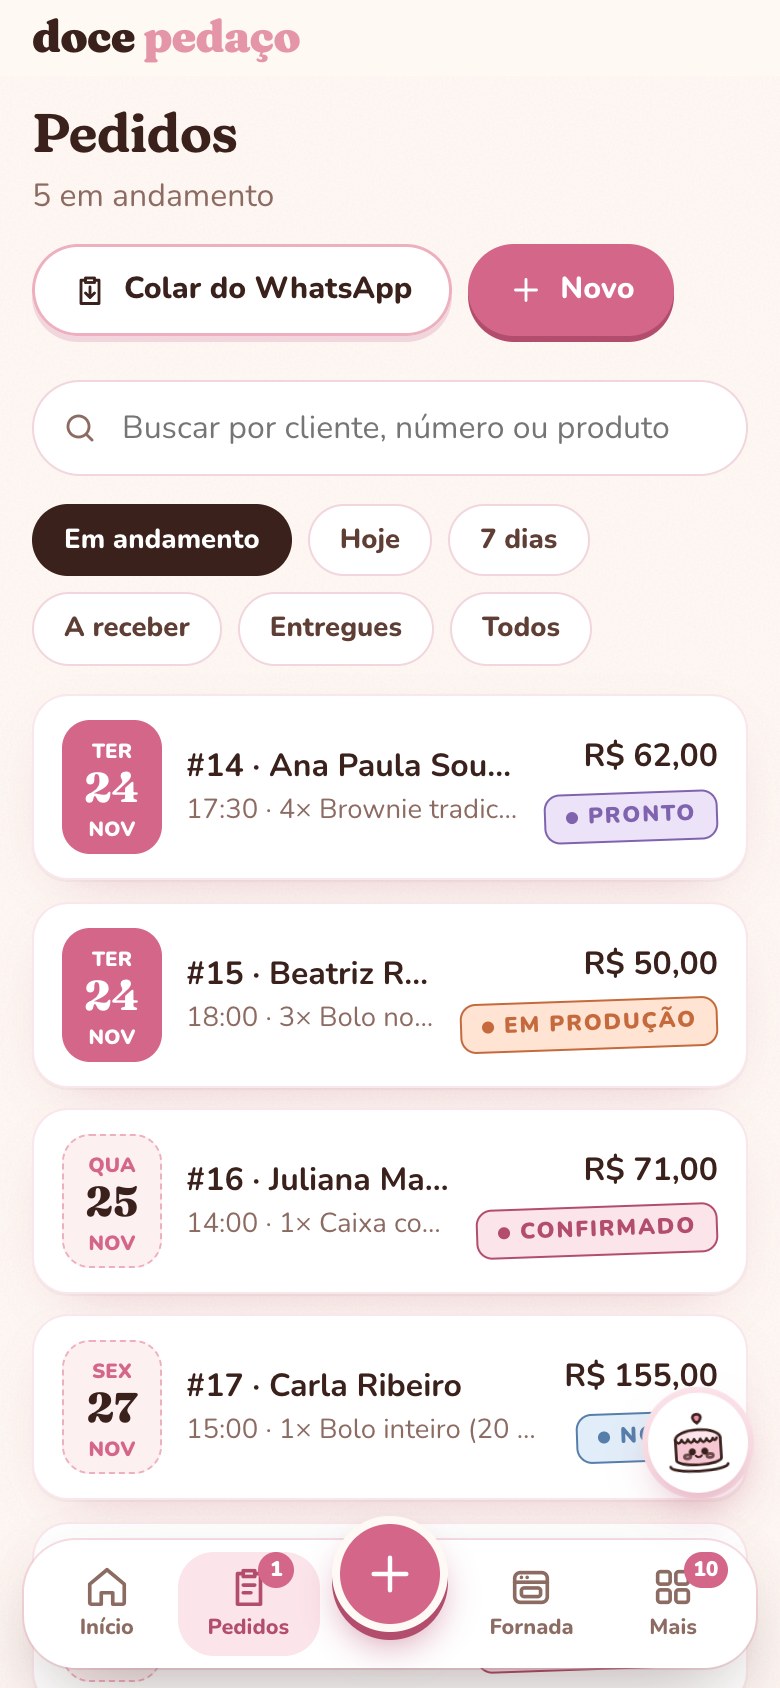 doce pedaço
Pedidos
5 em andamento
Colar do WhatsApp
Novo
Buscar por cliente, número ou produto
Em andamento
Hoje
7 dias
A receber
Entregues
Todos
TER
24
NOV
#14 · Ana Paula Sou...
17:30 · 4× Brownie tradic...
R$ 62,00
PRONTO
TER
24
NOV
#15 · Beatriz R...
18:00 · 3× Bolo no...
R$ 50,00
EM PRODUÇÃO
QUA
25
NOV
#16 · Juliana Ma...
14:00 · 1× Caixa co...
R$ 71,00
CONFIRMADO
SEX
27
NOV
#17 · Carla Ribeiro
15:00 · 1× Bolo inteiro (20 ...
R$ 155,00
Início
1
Pedidos
Fornada
10
Mais